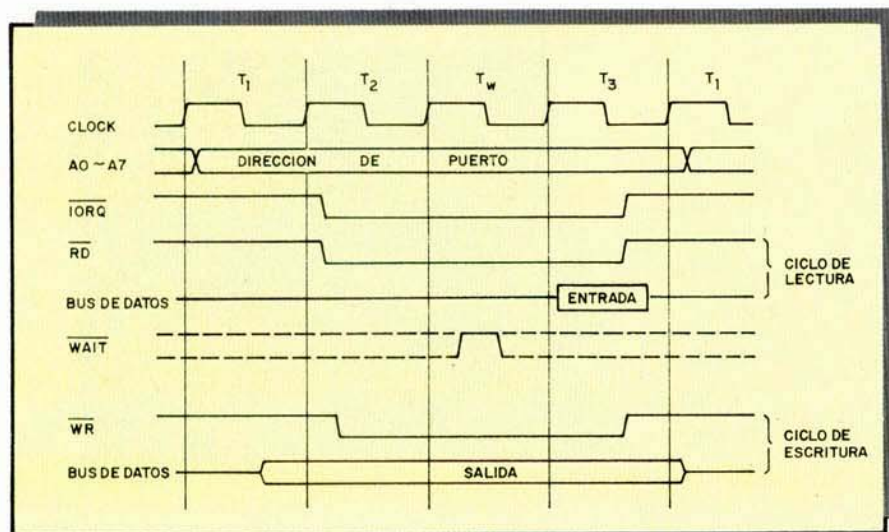 T1 T2 Tw T3 T1
CLOCK
A0 ~ A7 DIRECCION DE PUERTO
IORQ
RD
CICLO DE
LECTURA
BUS DE DATOS ENTRADA
WAIT
WR
CICLO DE
ESCRITURA
BUS DE DATOS SALIDA